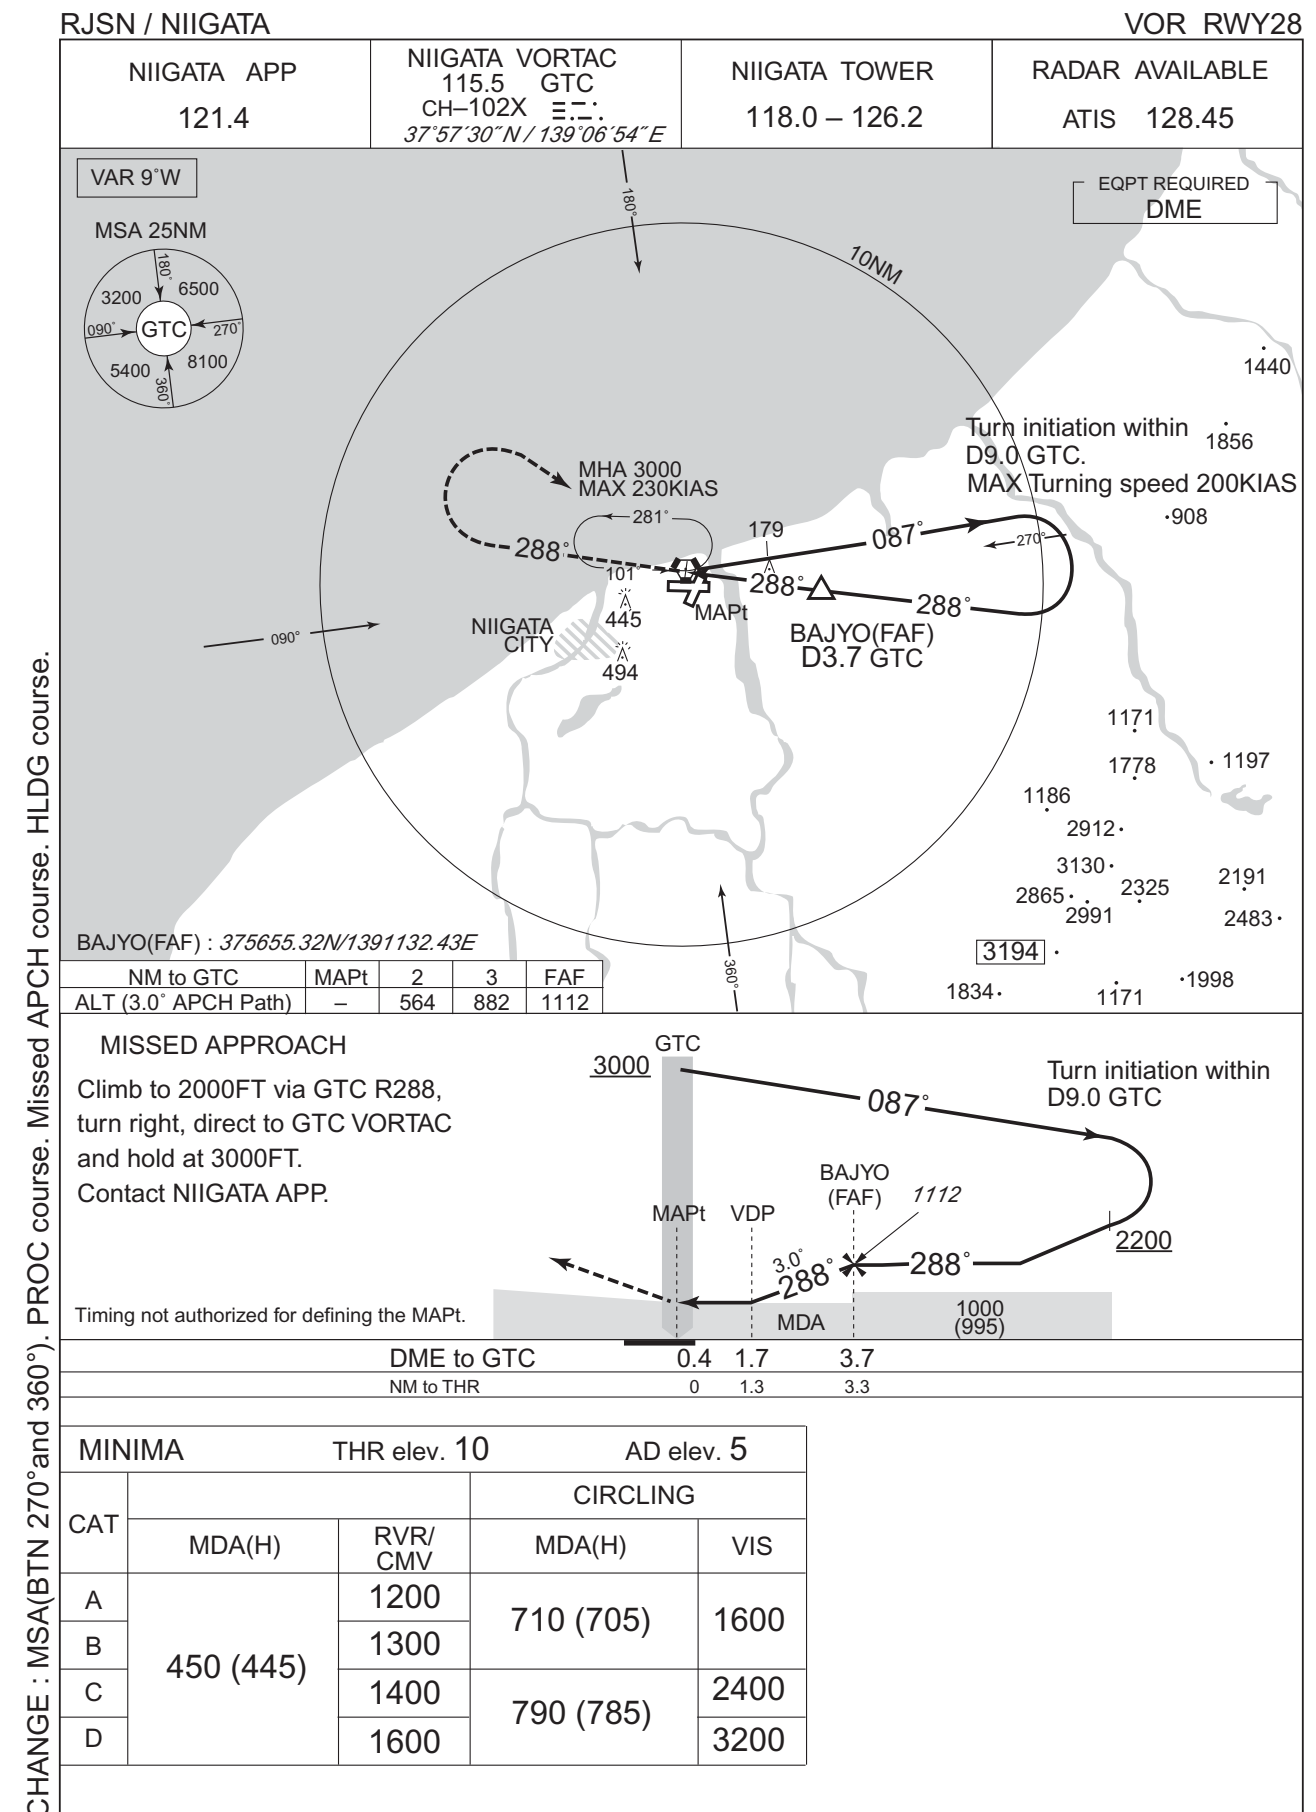 RJSN / NIIGATA
VOR RWY28
NIIGATA APP
121.4
NIIGATA VORTAC
115.5 GTC
CH–102X
37°57′30″N / 139°06′54″E
NIIGATA TOWER
118.0 – 126.2
RADAR AVAILABLE
ATIS 128.45
VAR 9°W
EQPT REQUIRED
DME
MSA 25NM
180°
3200
6500
090°
GTC
270°
5400
8100
360°
180°
10NM
1440
Turn initiation within
D9.0 GTC.
MAX Turning speed 200KIAS
1856
908
MHA 3000
MAX 230KIAS
281°
179
087°
270°
288°
101°
288°
288°
445
MAPt
NIIGATA
CITY
494
BAJYO(FAF)
D3.7 GTC
090°
1171
1778
1197
1186
2912
3130
2865
2325
2191
2991
2483
3194
1834
1171
1998
360°
BAJYO(FAF) : 375655.32N/1391132.43E
NM to GTC MAPt 2 3 FAF
ALT (3.0° APCH Path) – 564 882 1112
MISSED APPROACH
Climb to 2000FT via GTC R288,
turn right, direct to GTC VORTAC
and hold at 3000FT.
Contact NIIGATA APP.
GTC
3000
087°
Turn initiation within
D9.0 GTC
BAJYO
(FAF)
1112
MAPt
VDP
2200
3.0°
288°
288°
Timing not authorized for defining the MAPt.
MDA
1000
(995)
DME to GTC 0.4 1.7 3.7
NM to THR 0 1.3 3.3
MINIMA THR elev. 10 AD elev. 5
CAT
CIRCLING
MDA(H)
RVR/
CMV
MDA(H)
VIS
A 1200
B 1300
450 (445)
710 (705)
1600
C 1400
790 (785)
2400
D 1600
3200
CHANGE : MSA(BTN 270°and 360°). PROC course. Missed APCH course. HLDG course.